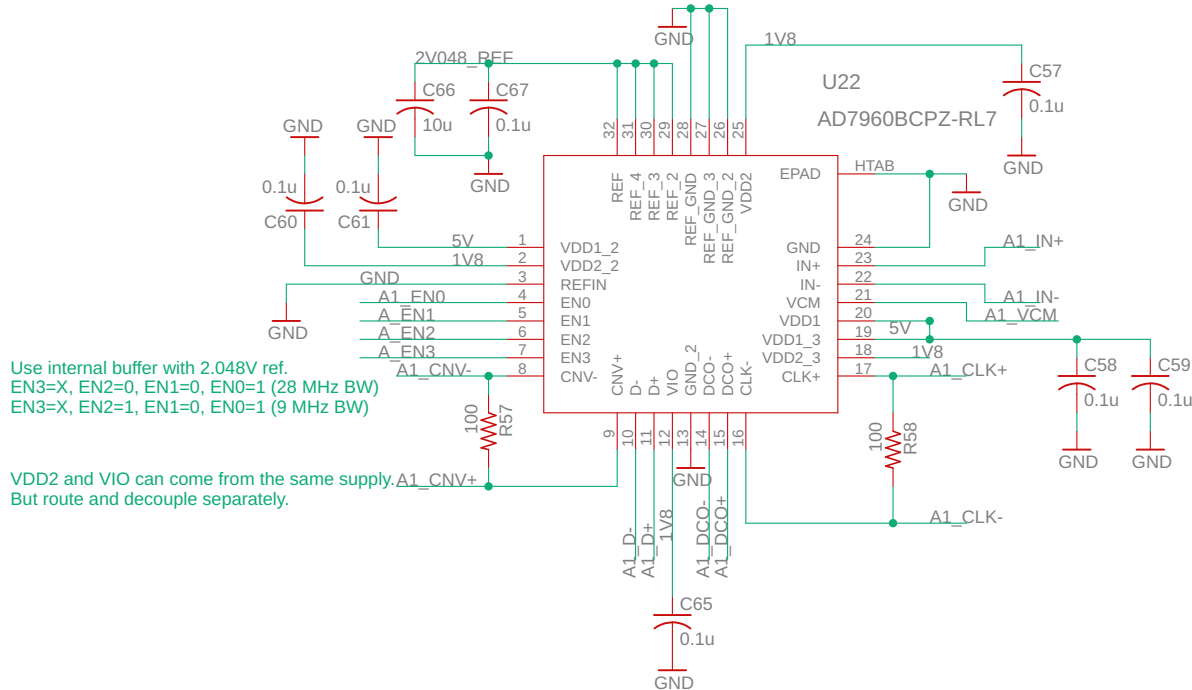 GND
1V8
2V048_REF
C57
0.1u
U22
AD7960BCPZ-RL7
C66
10u
C67
0.1u
GND
GND
GND
GND
32
31
30
29
28
27
26
25
REF
REF_4
REF_3
REF_2
REF_GND
REF_GND_3
REF_GND_2
VDD2
EPAD
HTAB
GND
0.1u
C60
0.1u
C61
5V
1
VDD1_2
GND
24
1V8
2
VDD2_2
IN+
23
A1_IN+
GND
3
REFIN
IN-
22
A1_IN-
A1_EN0
4
EN0
VCM
21
A1_VCM
A_EN1
5
EN1
VDD1
20
A_EN2
6
EN2
VDD1_3
19
5V
A_EN3
7
EN3
VDD2_3
18
1V8
A1_CNV-
8
CNV-
CLK+
17
A1_CLK+
GND
Use internal buffer with 2.048V ref.
EN3=X, EN2=0, EN1=0, EN0=1 (28 MHz BW)
EN3=X, EN2=1, EN1=0, EN0=1 (9 MHz BW)
CNV+
D-
D+
VIO
GND_2
DCO-
DCO+
CLK-
9
10
11
12
13
14
15
16
100
R57
100
R58
C58
0.1u
C59
0.1u
GND
GND
GND
VDD2 and VIO can come from the same supply.
But route and decouple separately.
A1_CNV+
A1_CLK-
A1_D-
A1_D+
1V8
A1_DCO-
A1_DCO+
C65
0.1u
GND